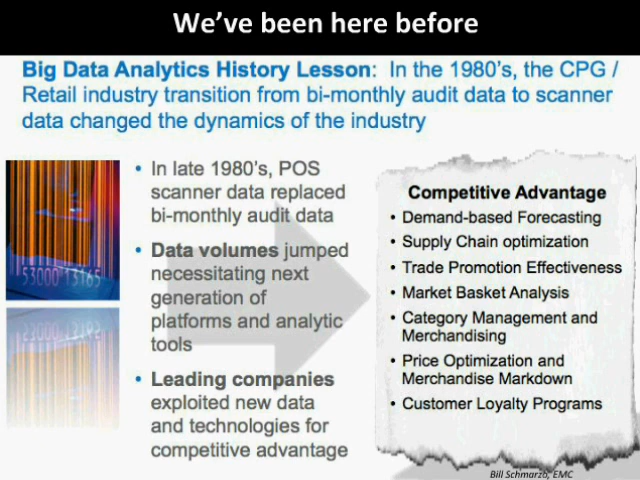 We've been here before
Big Data Analytics History Lesson: In the 1980's, the CPG /
Retail industry transition from bi-monthly audit data to scanner
data changed the dynamics of the industry
• In late 1980's, POS
scanner data replaced
bi-monthly audit data
• Data volumes jumped
necessitating next
generation of
platforms and analytic
tools
• Leading companies
exploited new data
and technologies for
competitive advantage
53000 13165
Competitive Advantage
• Demand-based Forecasting
• Supply Chain optimization
• Trade Promotion Effectiveness
• Market Basket Analysis
• Category Management and
Merchandising
• Price Optimization and
Merchandise Markdown
• Customer Loyalty Programs
Bill Schmarzo, EMC